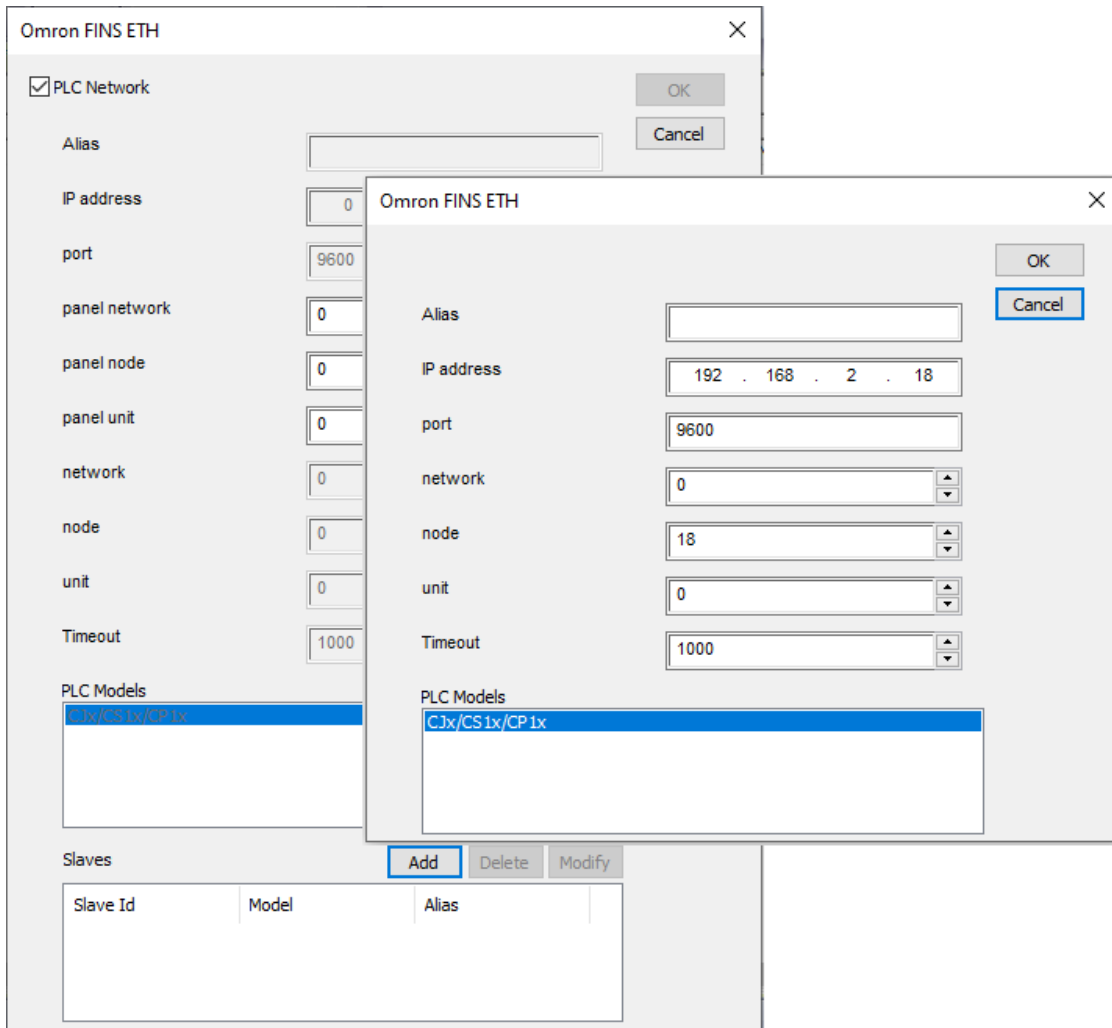 Omron FINS ETH
PLC Network
OK
Cancel
Alias
IP address
0
port
9600
panel network
0
panel node
0
panel unit
0
network
0
node
0
unit
0
Timeout
1000
PLC Models
CJx/CS1x/CP1x
Slaves
Add
Delete
Modify
Slave Id Model Alias
Omron FINS ETH
OK
Cancel
Alias
IP address
192 . 168 . 2 . 18
port
9600
network
0
node
18
unit
0
Timeout
1000
PLC Models
CJx/CS1x/CP1x